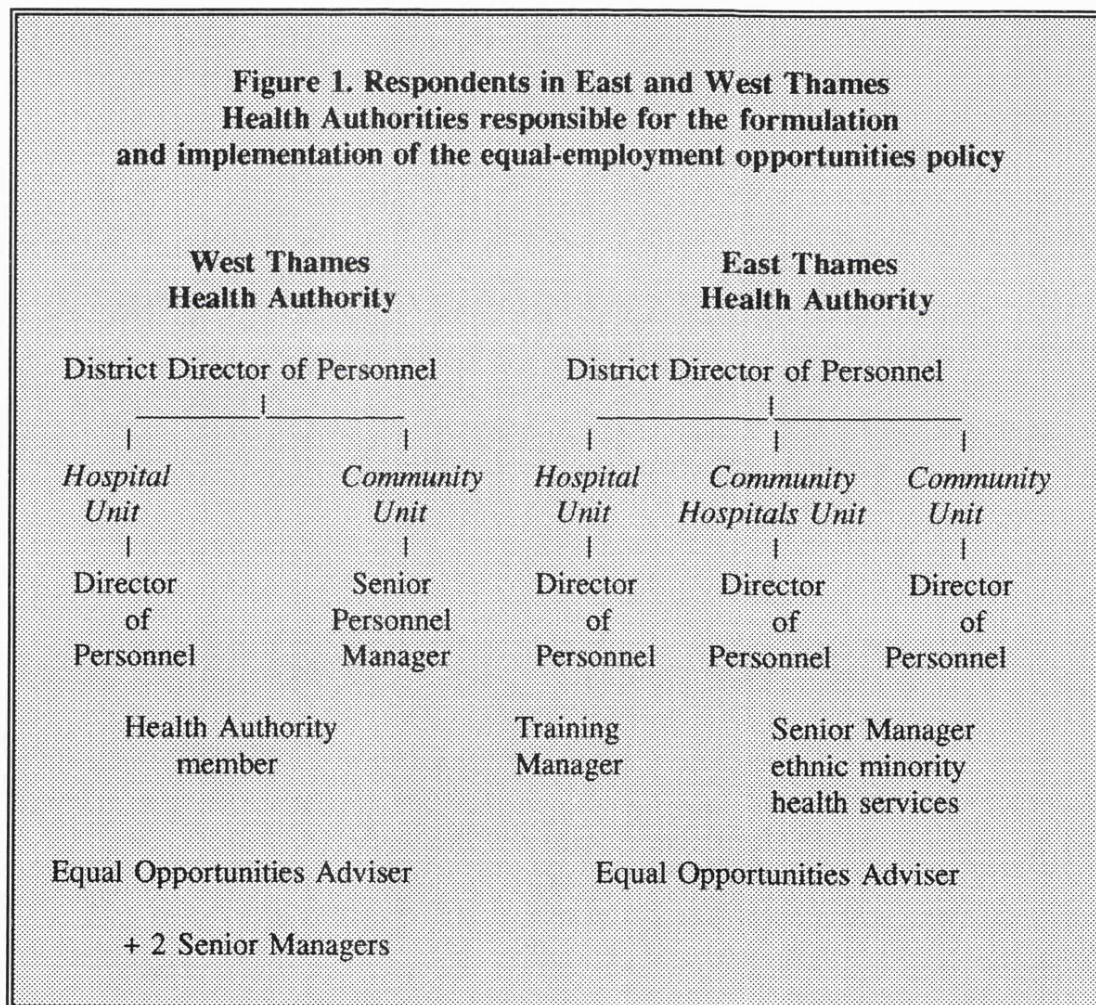 Figure 1. Respondents in East and West Thames
Health Authorities responsible for the formulation
and implementation of the equal-employment opportunities policy
West Thames
Health Authority
East Thames
Health Authority
District Director of Personnel
District Director of Personnel
Hospital
Unit
Community
Unit
Hospital
Unit
Community
Hospitals Unit
Community
Unit
Director
of
Personnel
Senior
Personnel
Manager
Director
of
Personnel
Director
of
Personnel
Director
of
Personnel
Health Authority
member
Training
Manager
Senior Manager
ethnic minority
health services
Equal Opportunities Adviser
Equal Opportunities Adviser
+ 2 Senior Managers